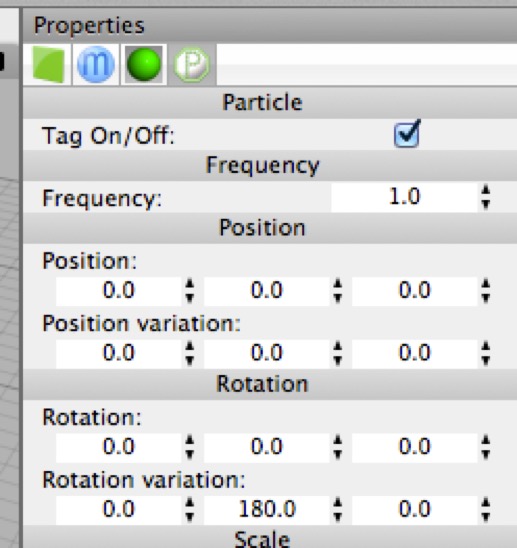 Properties
m P
Particle
Tag On/Off:
Frequency
Frequency: 1.0
Position
Position:
0.0 0.0 0.0
Position variation:
0.0 0.0 0.0
Rotation
Rotation:
0.0 0.0 0.0
Rotation variation:
0.0 180.0 0.0
Scale